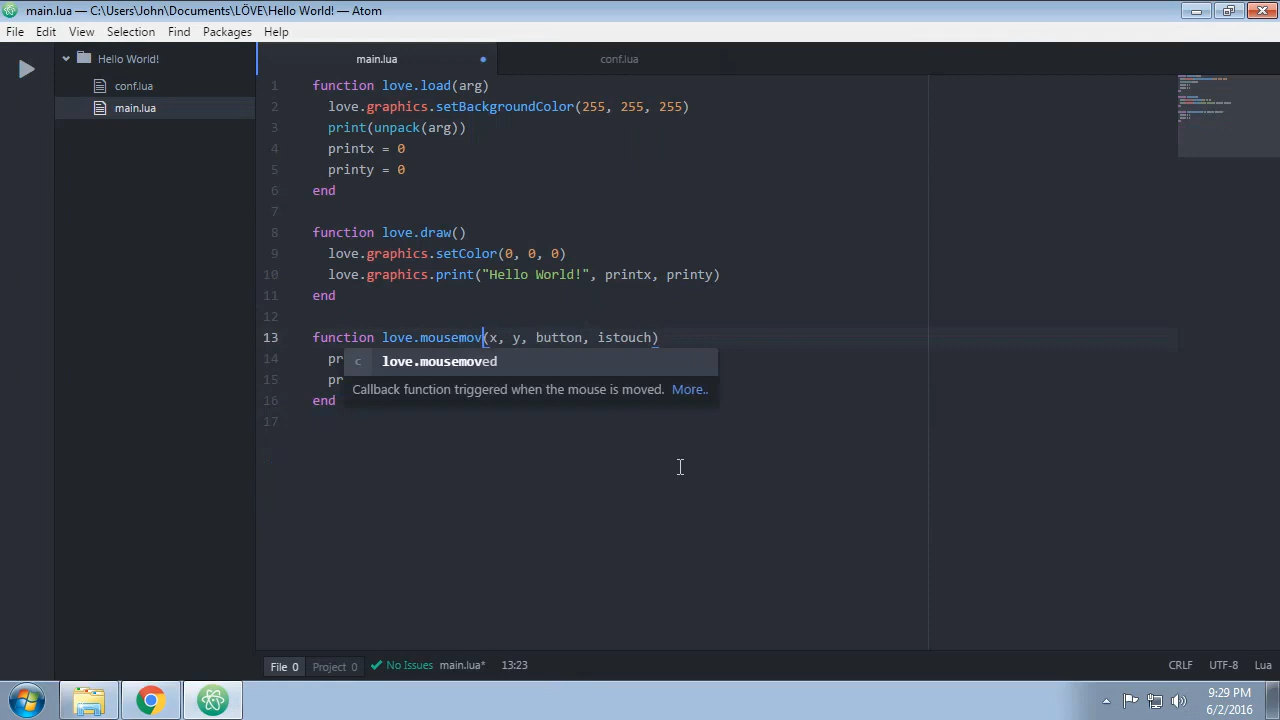 main.lua — C:\Users\John\Documents\LÖVE\Hello World! — Atom
File Edit View Selection Find Packages Help
Hello World!
conf.lua
main.lua
main.lua conf.lua
1 function love.load(arg)
2 love.graphics.setBackgroundColor(255, 255, 255)
3 print(unpack(arg))
4 printx = 0
5 printy = 0
6 end
7
8 function love.draw()
9 love.graphics.setColor(0, 0, 0)
10 love.graphics.print("Hello World!", printx, printy)
11 end
12
13 function love.mousemov(x, y, button, istouch)
14 pr
c love.mousemoved
15 pr
Callback function triggered when the mouse is moved. More..
16 end
17
File 0 Project 0 No Issues main.lua* 13:23 CRLF UTF-8 Lua
9:29 PM
6/2/2016